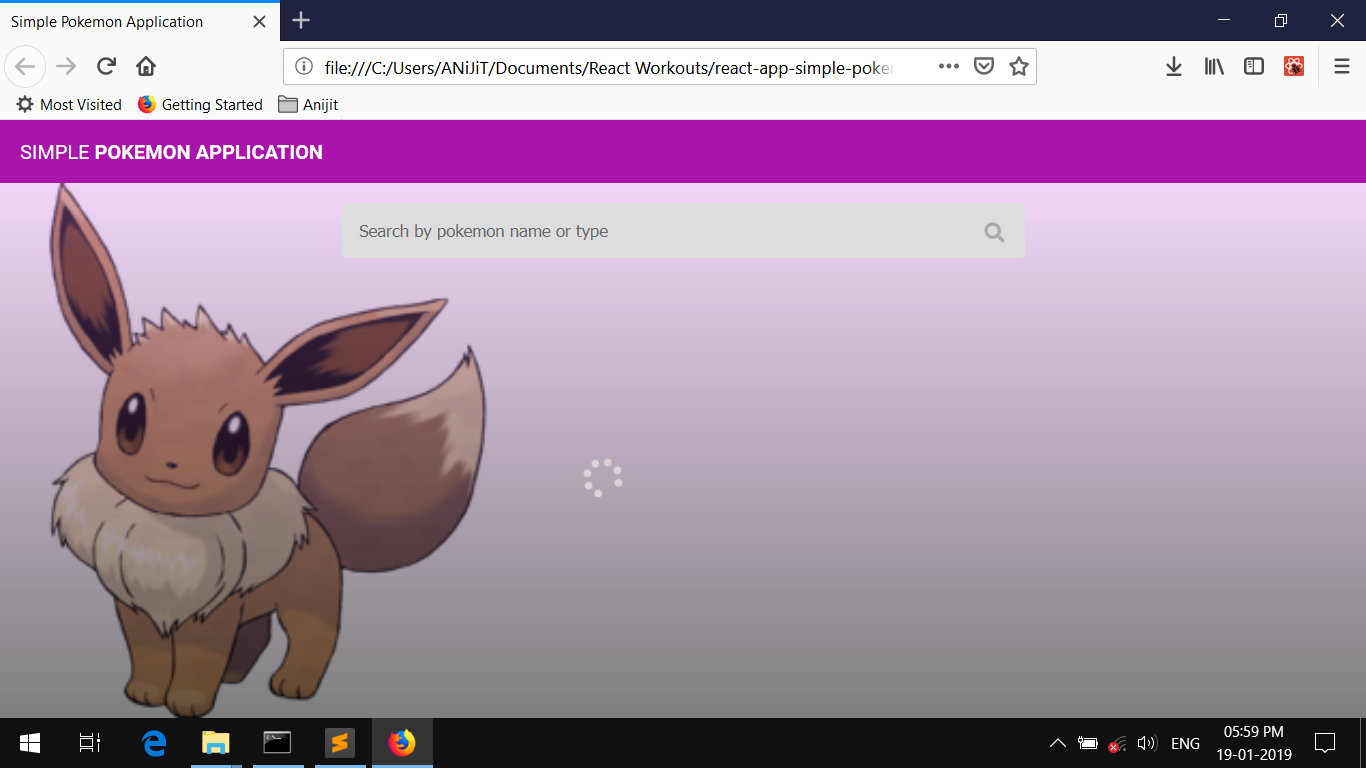 Simple Pokemon Application
file:///C:/Users/ANiJiT/Documents/React Workouts/react-app-simple-poke
Most Visited Getting Started Anijit
SIMPLE POKEMON APPLICATION
Search by pokemon name or type
ENG
05:59 PM
19-01-2019